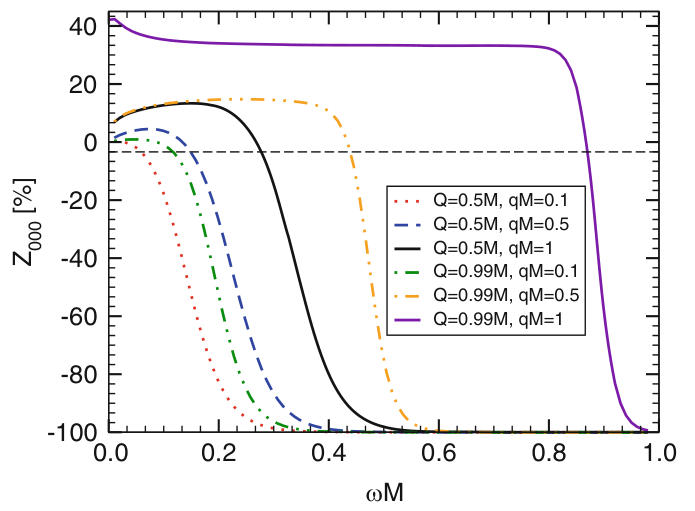 Z000 [%]
40
20
0
-20
-40
-60
-80
-100
Q=0.5M, qM=0.1
Q=0.5M, qM=0.5
Q=0.5M, qM=1
Q=0.99M, qM=0.1
Q=0.99M, qM=0.5
Q=0.99M, qM=1
0.0 0.2 0.4 0.6 0.8 1.0
ωM